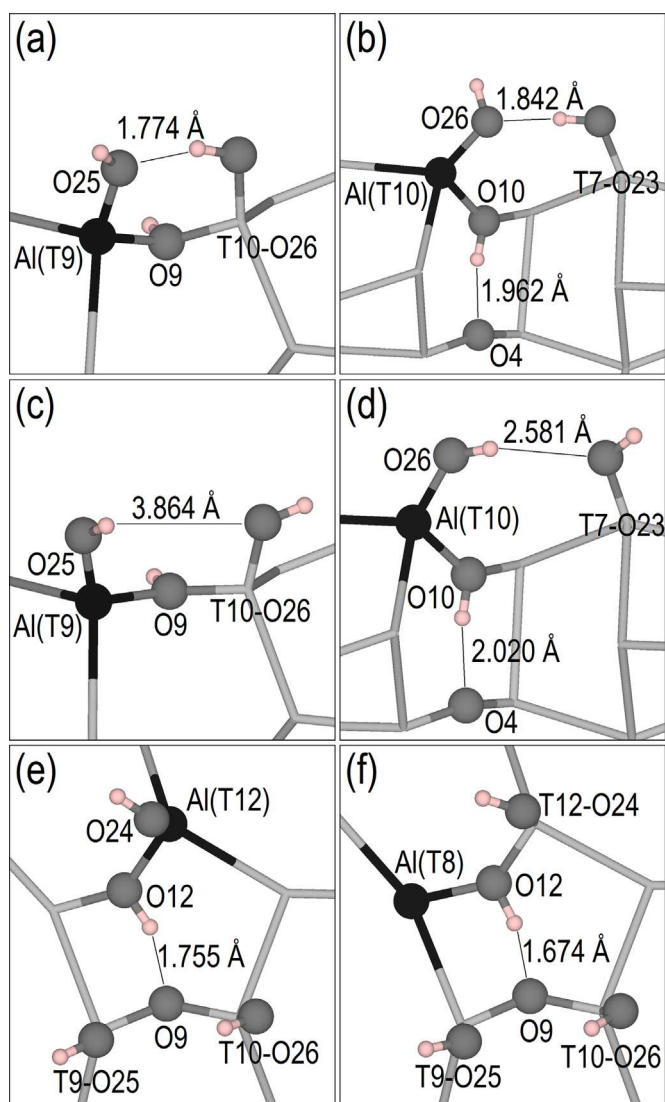 (a)
1.774 Å
O25
Al(T9)
O9
T10-O26
(b)
1.842 Å
O26
Al(T10)
O10
T7-O23
1.962 Å
O4
(c)
3.864 Å
O25
Al(T9)
O9
T10-O26
(d)
2.581 Å
O26
Al(T10)
T7-O23
O10
2.020 Å
O4
(e)
Al(T12)
O24
O12
1.755 Å
O9
T9-O25
T10-O26
(f)
T12-O24
Al(T8)
O12
1.674 Å
O9
T9-O25
T10-O26